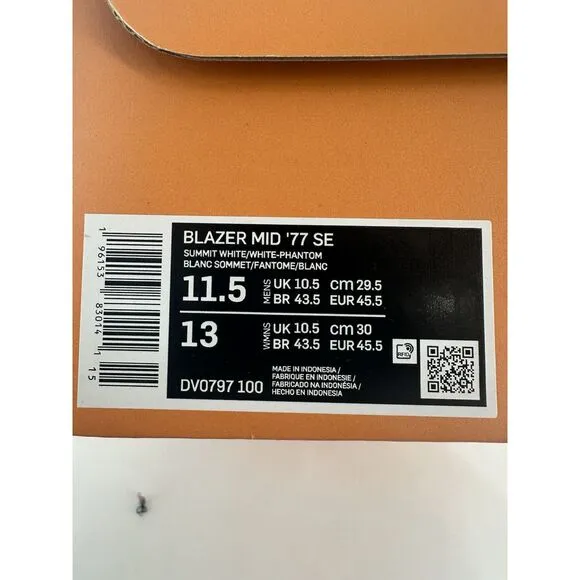 BLAZER MID '77 SE
SUMMIT WHITE/WHITE-PHANTOM
BLANC SOMMET/FANTOME/BLANC
11.5 MENS UK 10.5 cm 29.5
BR 43.5 EUR 45.5
13 WMNS UK 10.5 cm 30
BR 43.5 EUR 45.5
RFID
MADE IN INDONESIA /
FABRIQUE EN INDONESIE /
FABRICADO NA INDONÉSIA /
HECHO EN INDONESIA
DV0797 100
1 96153 83014 1 15